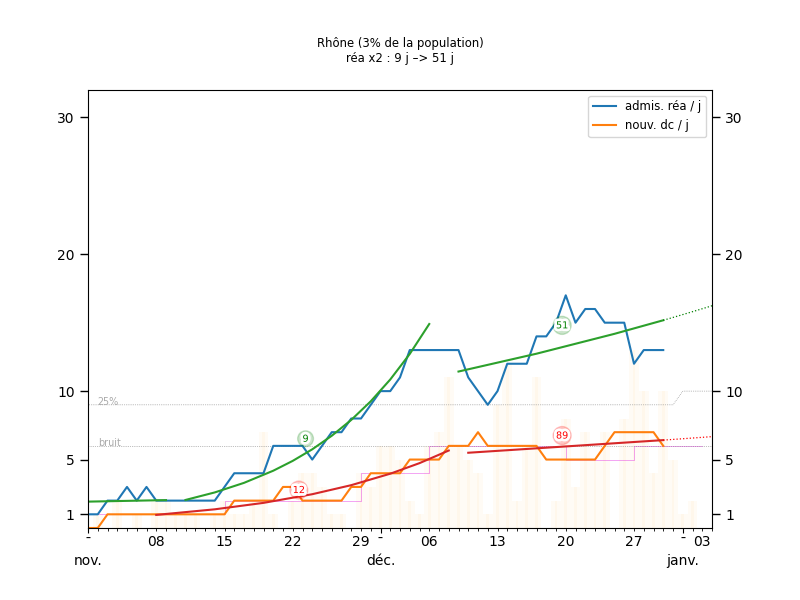 Rhône (3% de la population)
réa x2 : 9 j –> 51 j
admis. réa / j
nouv. dc / j
30 30
20 20
10 10
5 5
1 1
25%
bruit
9
12
51
89
- 08 15 22 29 - 06 13 20 27 - 03
nov. déc. janv.